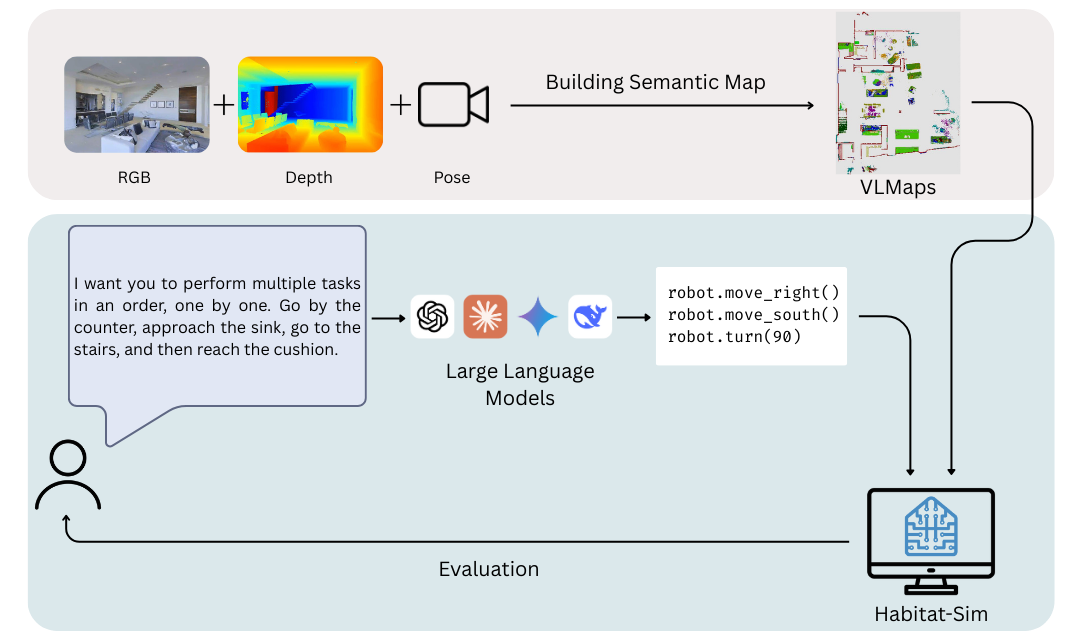 Building Semantic Map
RGB
Depth
Pose
VLMaps
I want you to perform multiple tasks
in an order, one by one. Go by the
counter, approach the sink, go to the
stairs, and then reach the cushion.
Large Language
Models
robot.move_right()
robot.move_south()
robot.turn(90)
Evaluation
Habitat-Sim